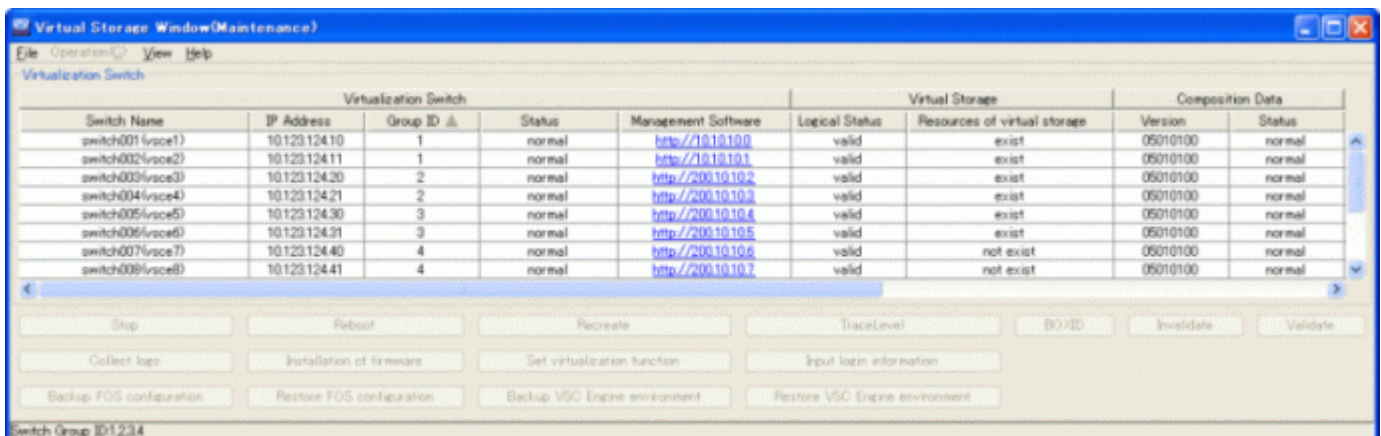 Virtual Storage Window(Maintenance)
File Operation(C) View Help
Virtualization Switch
Virtualization Switch Virtual Storage Composition Data
Switch Name IP Address Group ID △ Status Management Software Logical Status Resources of virtual storage Version Status
switch001(vsce1) 10.123.124.10 1 normal http://10.10.10.0 valid exist 05010100 normal
switch002(vsce2) 10.123.124.11 1 normal http://10.10.10.1 valid exist 05010100 normal
switch003(vsce3) 10.123.124.20 2 normal http://200.10.10.2 valid exist 05010100 normal
switch004(vsce4) 10.123.124.21 2 normal http://200.10.10.3 valid exist 05010100 normal
switch005(vsce5) 10.123.124.30 3 normal http://200.10.10.4 valid exist 05010100 normal
switch006(vsce6) 10.123.124.31 3 normal http://200.10.10.5 valid exist 05010100 normal
switch007(vsce7) 10.123.124.40 4 normal http://200.10.10.6 valid not exist 05010100 normal
switch008(vsce8) 10.123.124.41 4 normal http://200.10.10.7 valid not exist 05010100 normal
Stop Reboot Recreate TraceLevel BOXID Invalidate Validate
Collect logs Installation of firmware Set virtualization function Input login information
Backup FOS configuration Restore FOS configuration Backup VSC Engine environment Restore VSC Engine environment
Switch Group ID:1,2,3,4